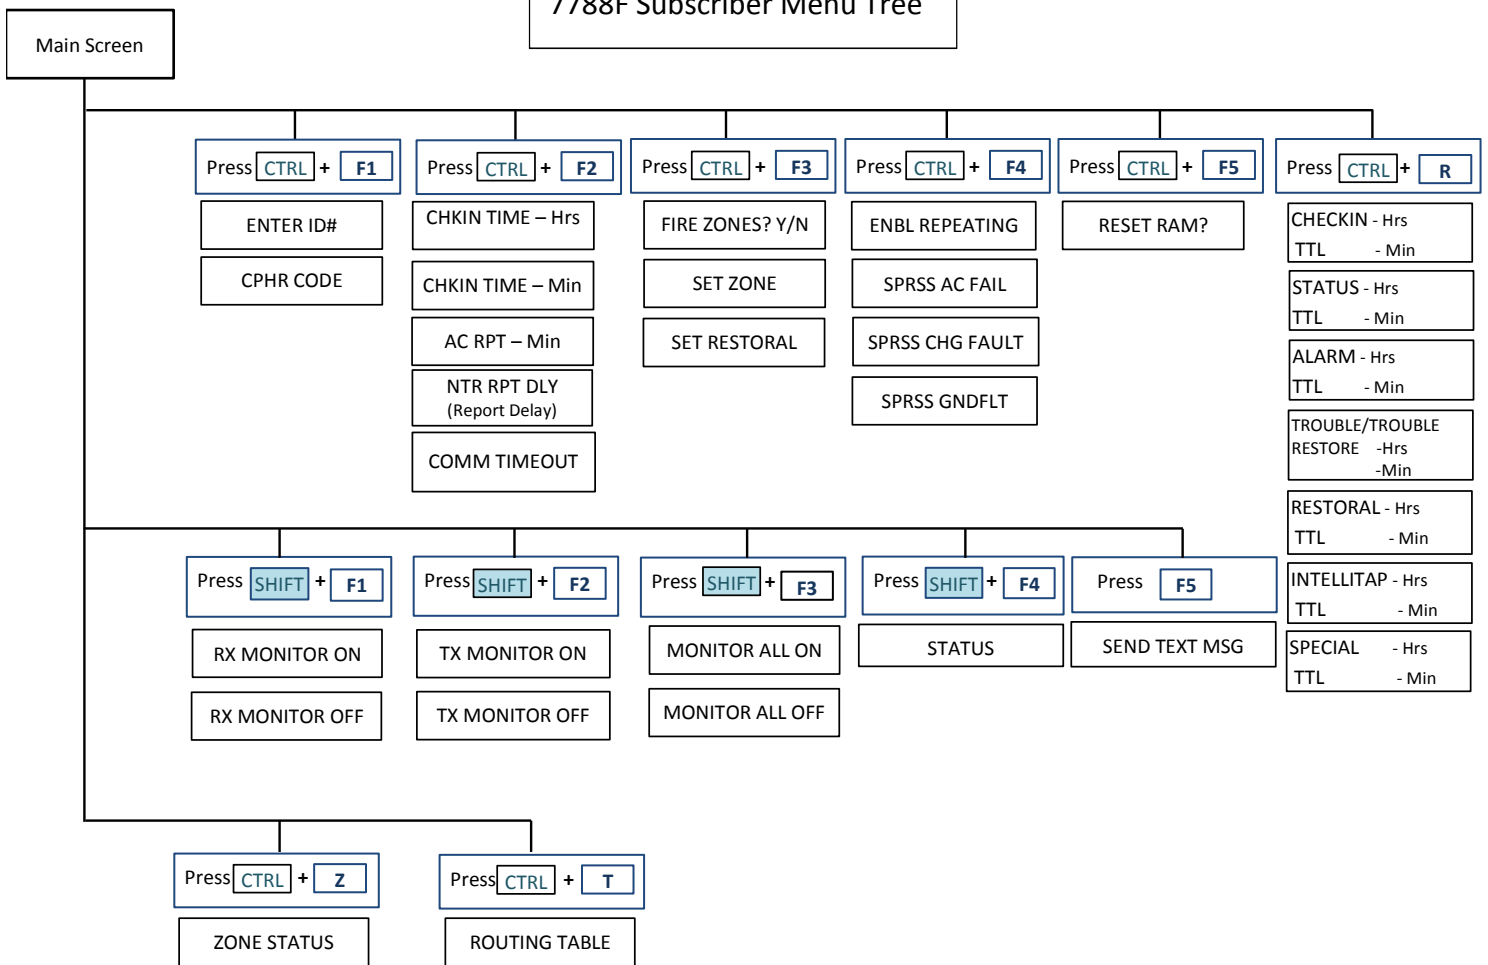 7788F Subscriber Menu Tree
Main Screen
Press CTRL + F1
ENTER ID#
CPHR CODE
Press CTRL + F2
CHKIN TIME – Hrs
CHKIN TIME – Min
AC RPT – Min
NTR RPT DLY
(Report Delay)
COMM TIMEOUT
Press CTRL + F3
FIRE ZONES? Y/N
SET ZONE
SET RESTORAL
Press CTRL + F4
ENBL REPEATING
SPRSS AC FAIL
SPRSS CHG FAULT
SPRSS GNDFLT
Press CTRL + F5
RESET RAM?
Press CTRL + R
CHECKIN - Hrs
TTL - Min
STATUS - Hrs
TTL - Min
ALARM - Hrs
TTL - Min
TROUBLE/TROUBLE
RESTORE -Hrs
-Min
RESTORAL - Hrs
TTL - Min
INTELLITAP - Hrs
TTL - Min
SPECIAL - Hrs
TTL - Min
Press SHIFT + F1
RX MONITOR ON
RX MONITOR OFF
Press SHIFT + F2
TX MONITOR ON
TX MONITOR OFF
Press SHIFT + F3
MONITOR ALL ON
MONITOR ALL OFF
Press SHIFT + F4
STATUS
Press F5
SEND TEXT MSG
Press CTRL + Z
ZONE STATUS
Press CTRL + T
ROUTING TABLE